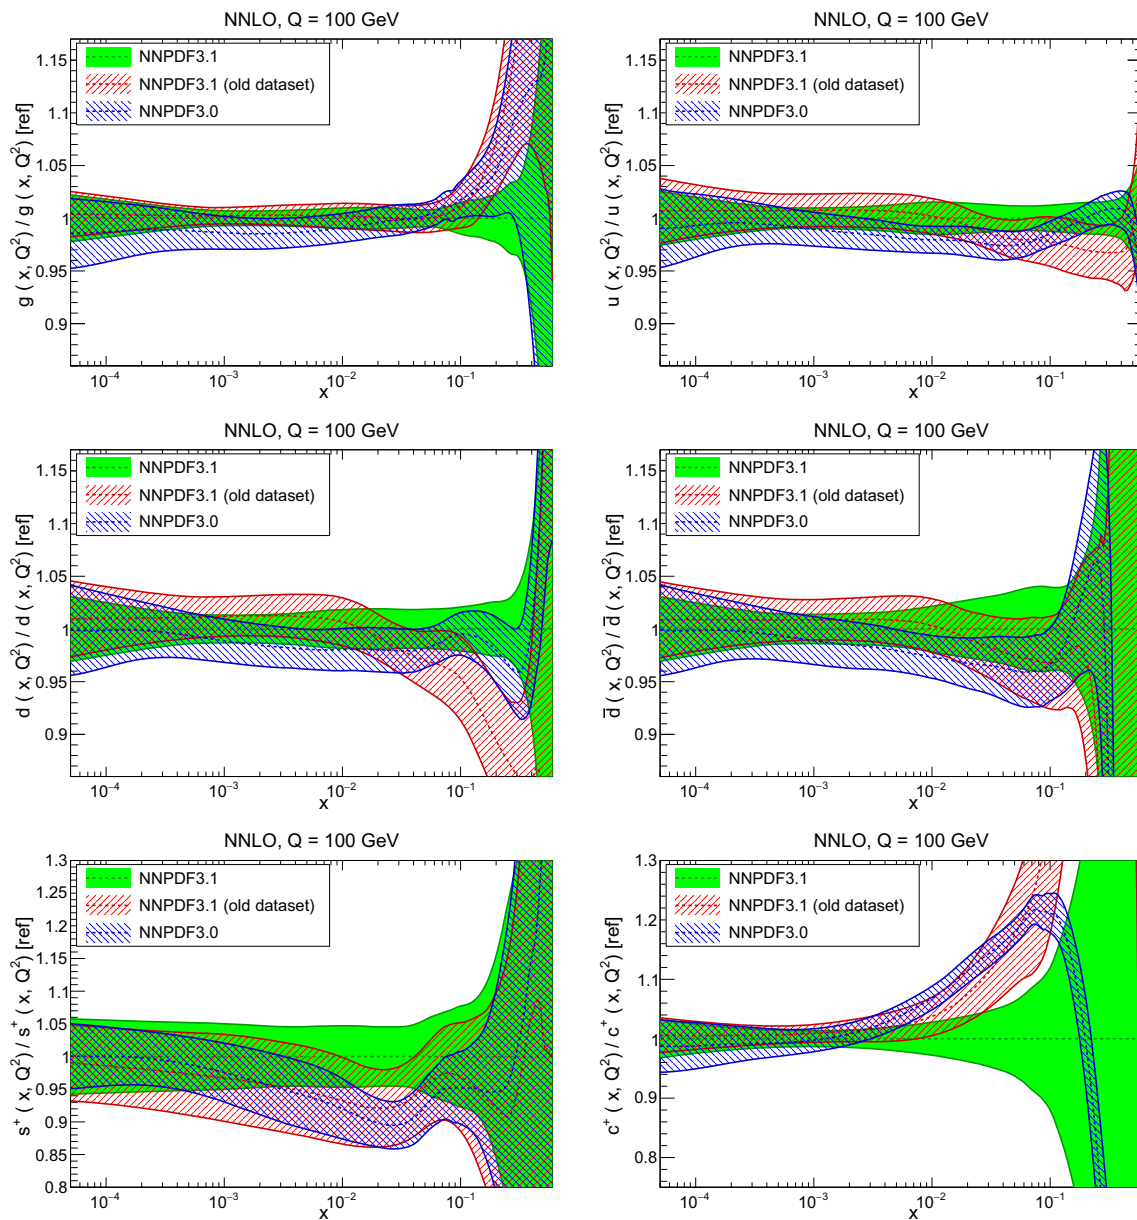 NNLO, Q = 100 GeV
g ( x, Q²) / g ( x, Q²) [ref]
1.15
1.1
1.05
1
0.95
0.9
NNPDF3.1
NNPDF3.1 (old dataset)
NNPDF3.0
10⁻⁴ 10⁻³ 10⁻² 10⁻¹
x
NNLO, Q = 100 GeV
u ( x, Q²) / u ( x, Q²) [ref]
1.15
1.1
1.05
1
0.95
0.9
NNPDF3.1
NNPDF3.1 (old dataset)
NNPDF3.0
10⁻⁴ 10⁻³ 10⁻² 10⁻¹
x
NNLO, Q = 100 GeV
d ( x, Q²) / d ( x, Q²) [ref]
1.15
1.1
1.05
1
0.95
0.9
NNPDF3.1
NNPDF3.1 (old dataset)
NNPDF3.0
10⁻⁴ 10⁻³ 10⁻² 10⁻¹
x
NNLO, Q = 100 GeV
d̅ ( x, Q²) / d̅ ( x, Q²) [ref]
1.15
1.1
1.05
1
0.95
0.9
NNPDF3.1
NNPDF3.1 (old dataset)
NNPDF3.0
10⁻⁴ 10⁻³ 10⁻² 10⁻¹
x
NNLO, Q = 100 GeV
s⁺ ( x, Q²) / s⁺ ( x, Q²) [ref]
1.3
1.25
1.2
1.15
1.1
1.05
1
0.95
0.9
0.85
0.8
NNPDF3.1
NNPDF3.1 (old dataset)
NNPDF3.0
10⁻⁴ 10⁻³ 10⁻² 10⁻¹
x
NNLO, Q = 100 GeV
c⁺ ( x, Q²) / c⁺ ( x, Q²) [ref]
1.3
1.2
1.1
1
0.9
0.8
NNPDF3.1
NNPDF3.1 (old dataset)
NNPDF3.0
10⁻⁴ 10⁻³ 10⁻² 10⁻¹
x